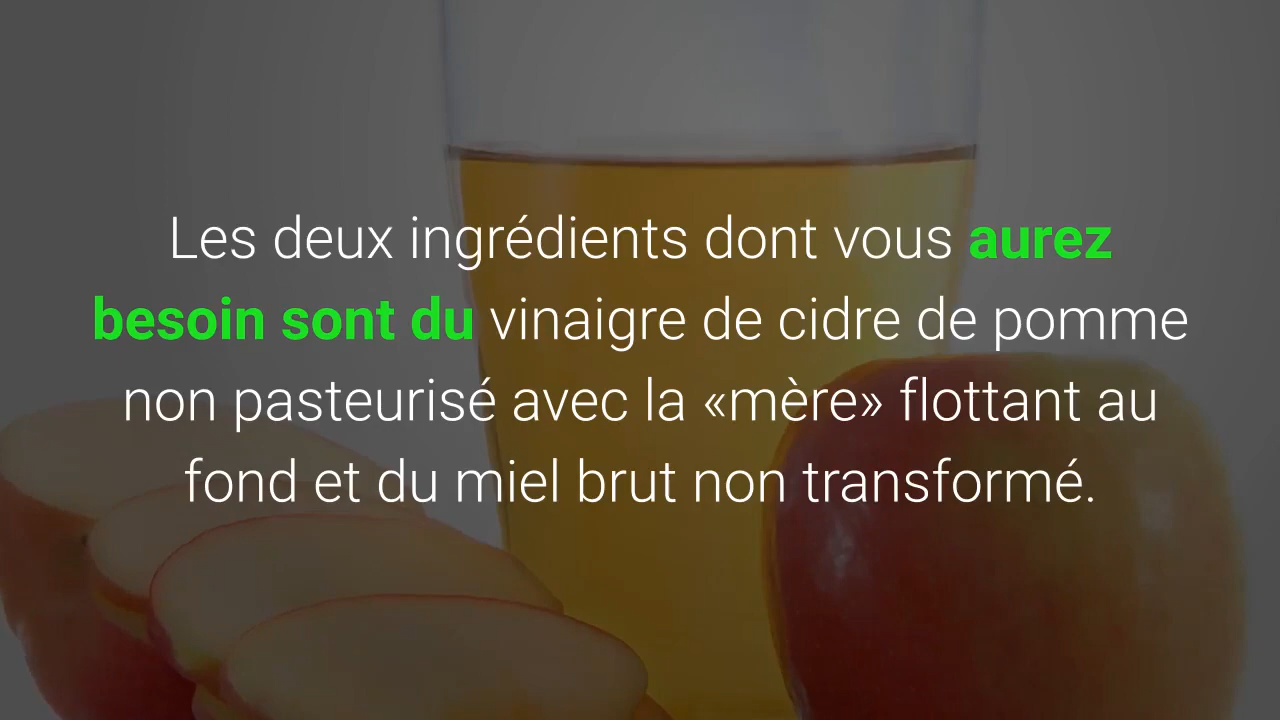 Les deux ingrédients dont vous aurez
besoin sont du vinaigre de cidre de pomme
non pasteurisé avec la «mère» flottant au
fond et du miel brut non transformé.